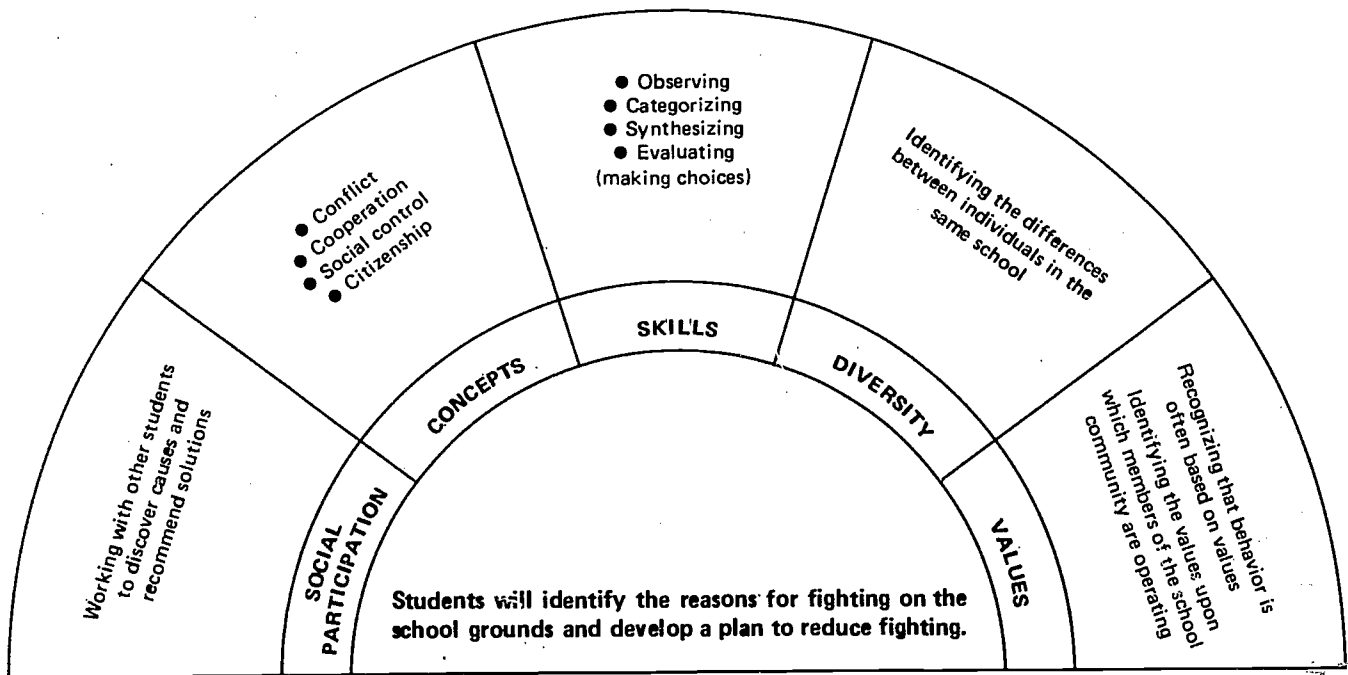 Working with other students
to discover causes and
recommend solutions
SOCIAL
PARTICIPATION
● Conflict
● Cooperation
● Social control
● Citizenship
CONCEPTS
● Observing
● Categorizing
● Synthesizing
● Evaluating
(making choices)
SKILLS
Identifying the differences
between individuals in the
same school
DIVERSITY
Recognizing that behavior is
often based on values
Identifying the values upon
which members of the school
community are operating
VALUES
Students will identify the reasons for fighting on the
school grounds and develop a plan to reduce fighting.